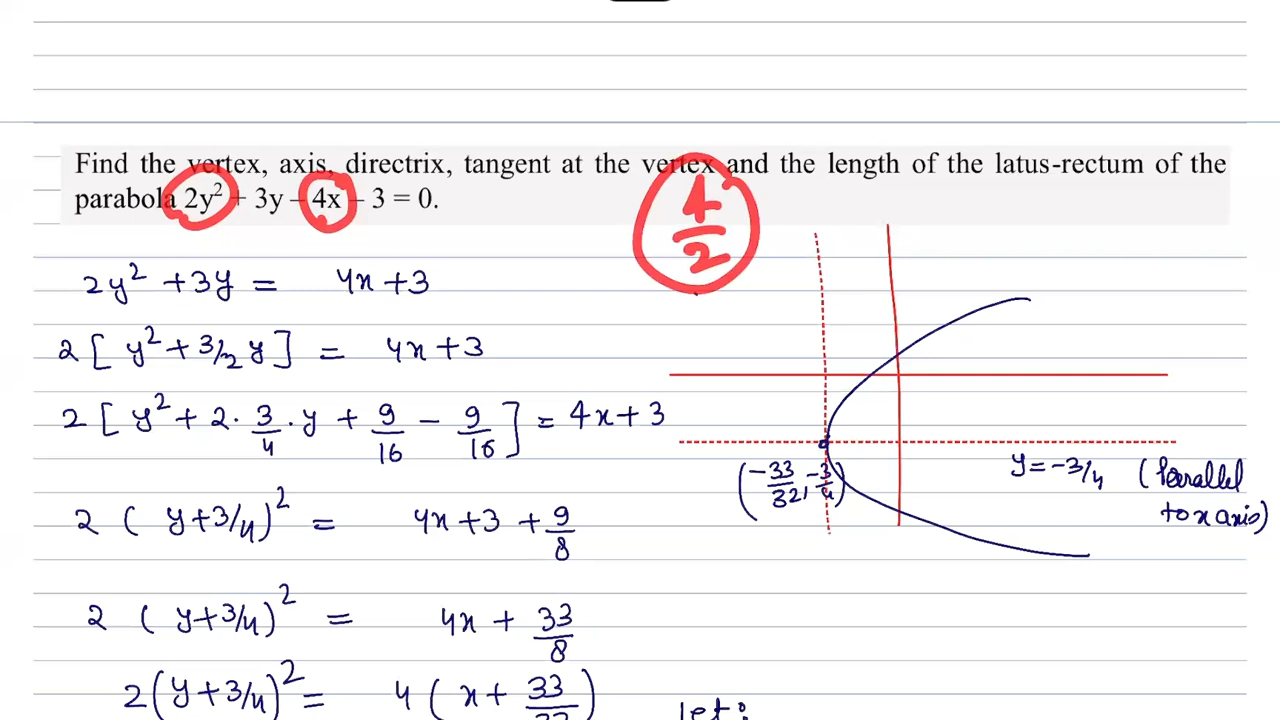 Find the vertex, axis, directrix, tangent at the vertex and the length of the latus-rectum of the
parabola 2y² + 3y – 4x – 3 = 0.
4/2
2y² + 3y = 4x + 3
2 [ y² + 3/2 y ] = 4x + 3
2 [ y² + 2 · 3/4 · y + 9/16 − 9/16 ] = 4x + 3
2 ( y + 3/4 )² = 4x + 3 + 9/8
2 ( y + 3/4 )² = 4x + 33/8
2 ( y + 3/4 )² = 4 ( x + 33/32 )
(−33/32, −3/4)
y = −3/4 ( Parallel
to x axis)
let: